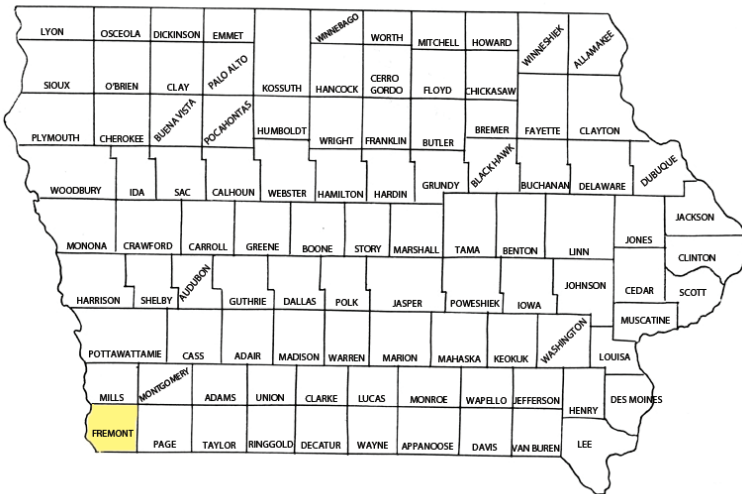 LYON OSCEOLA DICKINSON EMMET WINNEBAGO WORTH MITCHELL HOWARD WINNESHIEK ALLAMAKEE
SIOUX O'BRIEN CLAY PALO ALTO KOSSUTH HANCOCK CERRO GORDO FLOYD CHICKASAW
PLYMOUTH CHEROKEE BUENA VISTA POCAHONTAS HUMBOLDT WRIGHT FRANKLIN BUTLER BREMER FAYETTE CLAYTON
WOODBURY IDA SAC CALHOUN WEBSTER HAMILTON HARDIN GRUNDY BLACK HAWK BUCHANAN DELAWARE DUBUQUE
MONONA CRAWFORD CARROLL GREENE BOONE STORY MARSHALL TAMA BENTON LINN JONES JACKSON
CLINTON
HARRISON SHELBY AUDUBON GUTHRIE DALLAS POLK JASPER POWESHIEK IOWA JOHNSON CEDAR SCOTT
MUSCATINE
POTTAWATTAMIE CASS ADAIR MADISON WARREN MARION MAHASKA KEOKUK WASHINGTON LOUISA
MILLS MONTGOMERY ADAMS UNION CLARKE LUCAS MONROE WAPELLO JEFFERSON HENRY DES MOINES
FREMONT PAGE TAYLOR RINGGOLD DECATUR WAYNE APPANOOSE DAVIS VAN BUREN LEE